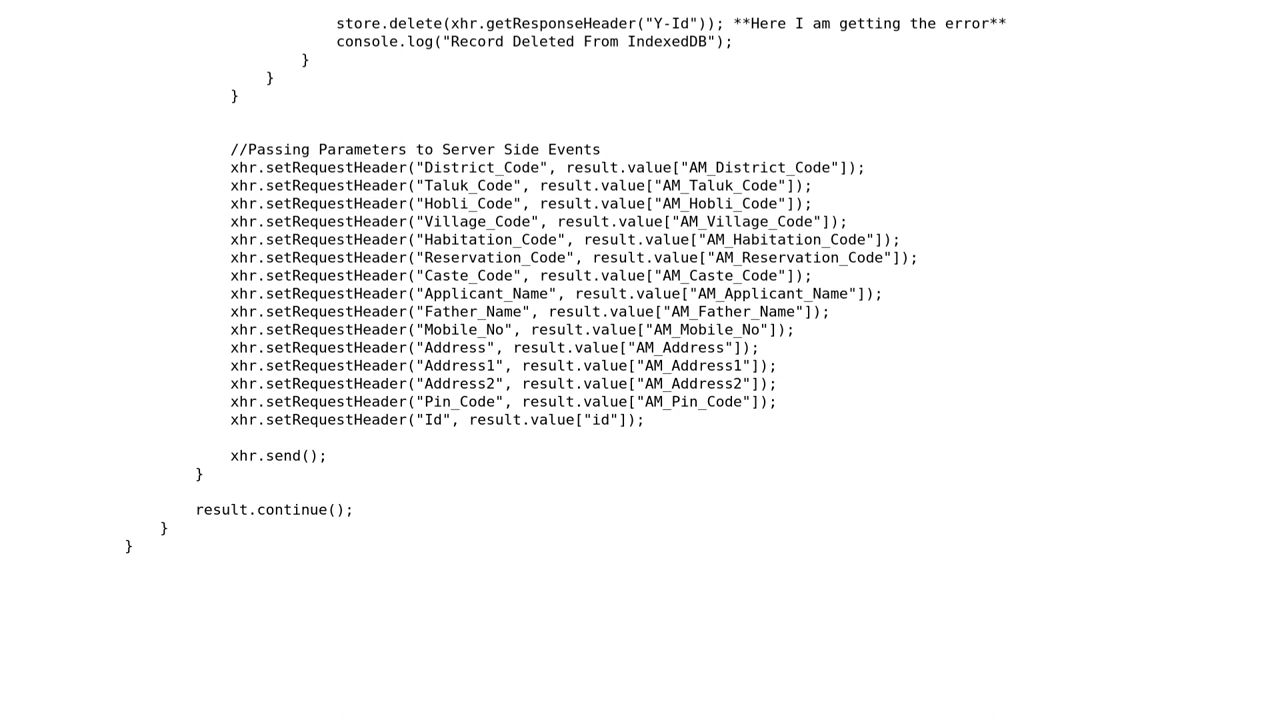 store.delete(xhr.getResponseHeader("Y-Id")); **Here I am getting the error**
console.log("Record Deleted From IndexedDB");
}
}
}
//Passing Parameters to Server Side Events
xhr.setRequestHeader("District_Code", result.value["AM_District_Code"]);
xhr.setRequestHeader("Taluk_Code", result.value["AM_Taluk_Code"]);
xhr.setRequestHeader("Hobli_Code", result.value["AM_Hobli_Code"]);
xhr.setRequestHeader("Village_Code", result.value["AM_Village_Code"]);
xhr.setRequestHeader("Habitation_Code", result.value["AM_Habitation_Code"]);
xhr.setRequestHeader("Reservation_Code", result.value["AM_Reservation_Code"]);
xhr.setRequestHeader("Caste_Code", result.value["AM_Caste_Code"]);
xhr.setRequestHeader("Applicant_Name", result.value["AM_Applicant_Name"]);
xhr.setRequestHeader("Father_Name", result.value["AM_Father_Name"]);
xhr.setRequestHeader("Mobile_No", result.value["AM_Mobile_No"]);
xhr.setRequestHeader("Address", result.value["AM_Address"]);
xhr.setRequestHeader("Address1", result.value["AM_Address1"]);
xhr.setRequestHeader("Address2", result.value["AM_Address2"]);
xhr.setRequestHeader("Pin_Code", result.value["AM_Pin_Code"]);
xhr.setRequestHeader("Id", result.value["id"]);
xhr.send();
}
result.continue();
}
}